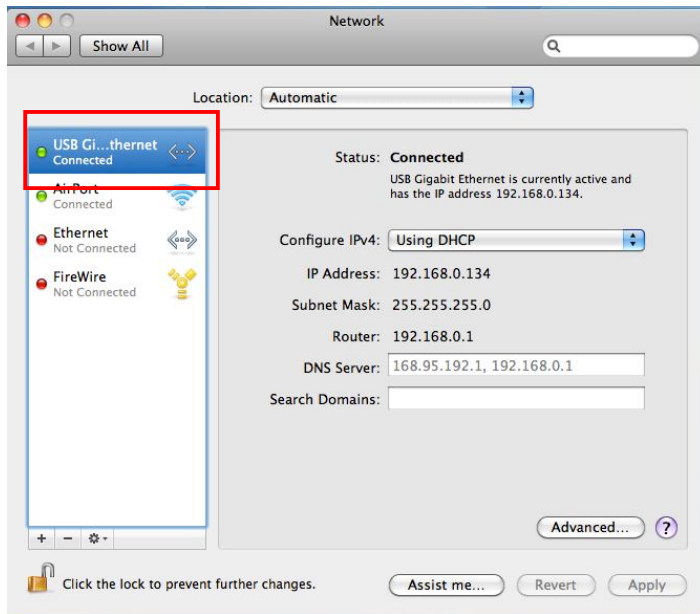 Network
Show All
Location: Automatic
USB Gi...thernet
Connected
AirPort
Connected
Ethernet
Not Connected
FireWire
Not Connected
Status: Connected
USB Gigabit Ethernet is currently active and
has the IP address 192.168.0.134.
Configure IPv4: Using DHCP
IP Address: 192.168.0.134
Subnet Mask: 255.255.255.0
Router: 192.168.0.1
DNS Server: 168.95.192.1, 192.168.0.1
Search Domains:
Advanced... ?
+ −
Click the lock to prevent further changes.
Assist me... Revert Apply